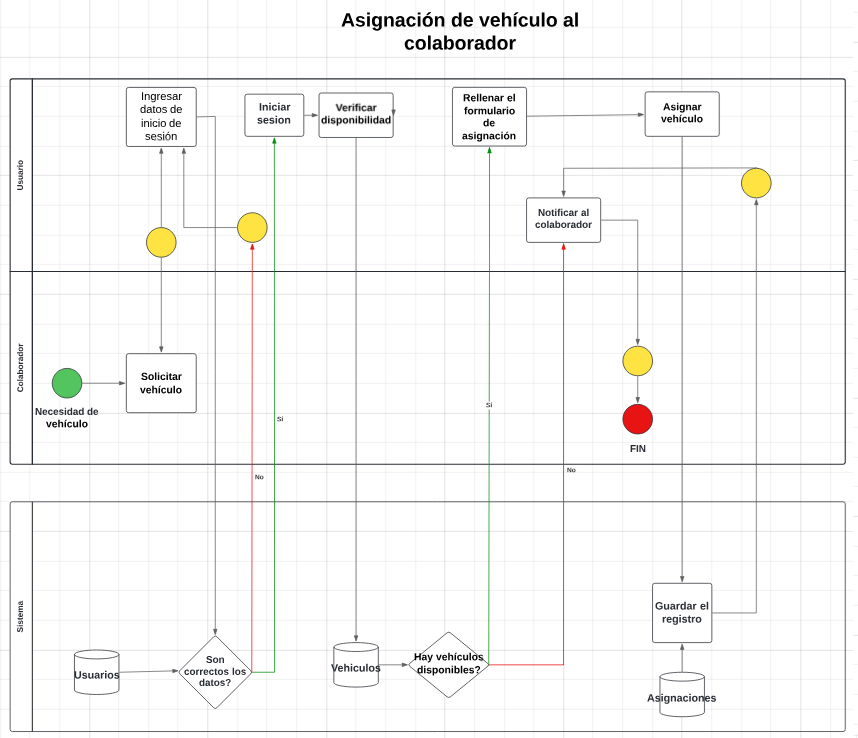 Asignación de vehículo al
colaborador
Usuario
Ingresar
datos de
inicio de
sesión
Iniciar
sesion
Verificar
disponibilidad
Rellenar el
formulario
de
asignación
Asignar
vehículo
Notificar al
colaborador
Colaborador
Solicitar
vehículo
Necesidad de
vehículo
Si
Si
FIN
No
No
Sistema
Guardar el
registro
Usuarios
Son
correctos los
datos?
Vehiculos
Hay vehículos
disponibles?
Asignaciones